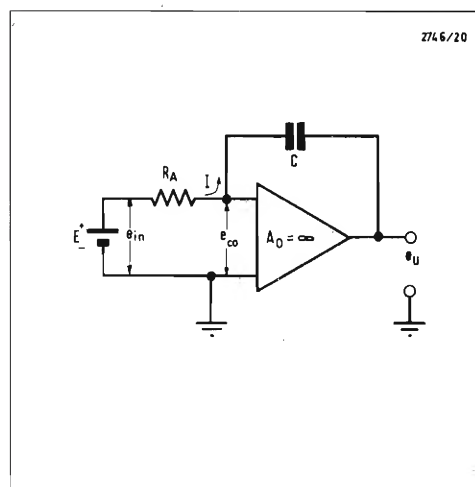 2746/20
C
R_A
I
E
+
-
e_in
e_co
A_0 = ∞
e_u